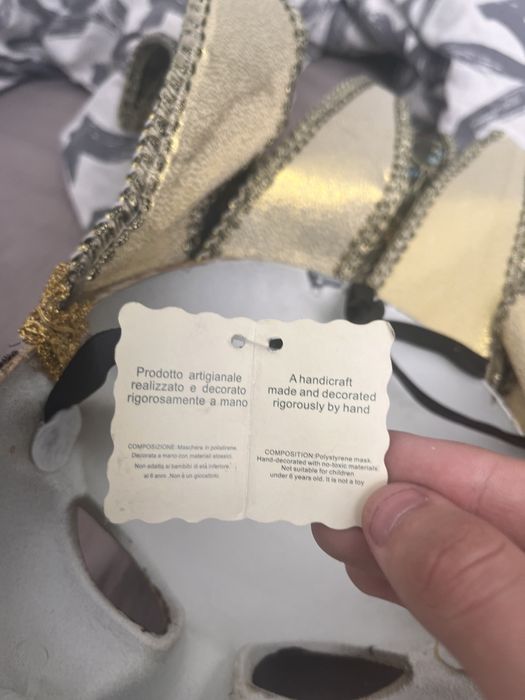 Prodotto artigianale
realizzato e decorato
rigorosamente a mano
COMPOSIZIONE: Maschera in polistirene.
Decorata a mano con materiali atossici.
Non adatta ai bambini di età inferiore
ai 6 anni. Non è un giocattolo.
A handicraft
made and decorated
rigorously by hand
COMPOSITION:Polystyrene mask.
Hand-decorated with no-toxic materials
Not suitable for children
under 6 years old. It is not a toy